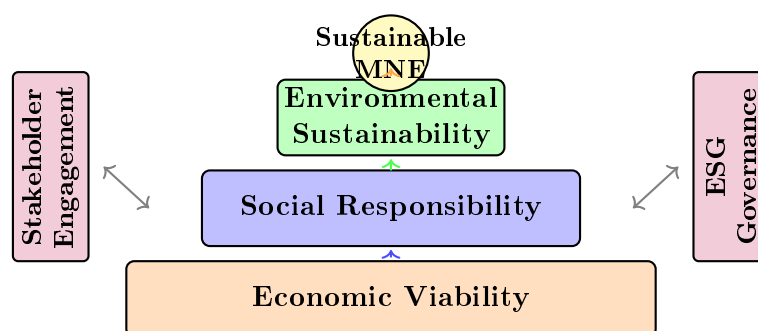 Sustainable
MNE
Environmental
Sustainability
Stakeholder
Engagement
Social Responsibility
ESG
Governance
Economic Viability